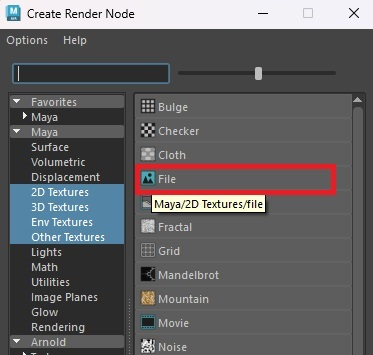 Create Render Node
Options Help
Favorites
Maya
Maya
Surface
Volumetric
Displacement
2D Textures
3D Textures
Env Textures
Other Textures
Lights
Math
Utilities
Image Planes
Glow
Rendering
Arnold
Bulge
Checker
Cloth
File
Maya/2D Textures/file
Fractal
Grid
Mandelbrot
Mountain
Movie
Noise